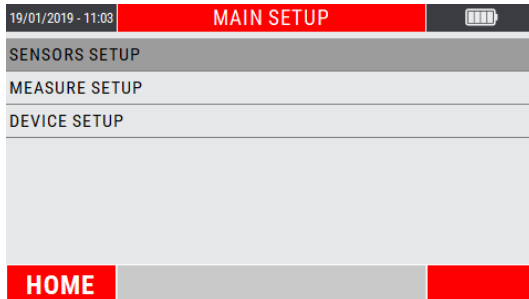 19/01/2019 - 11:03 MAIN SETUP
SENSORS SETUP
MEASURE SETUP
DEVICE SETUP
HOME